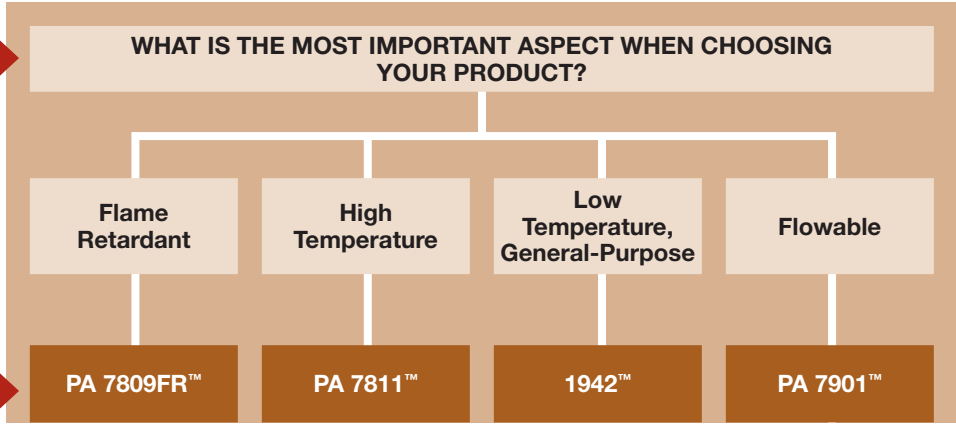 WHAT IS THE MOST IMPORTANT ASPECT WHEN CHOOSING
YOUR PRODUCT?
Flame
Retardant
High
Temperature
Low
Temperature,
General-Purpose
Flowable
PA 7809FR™
PA 7811™
1942™
PA 7901™